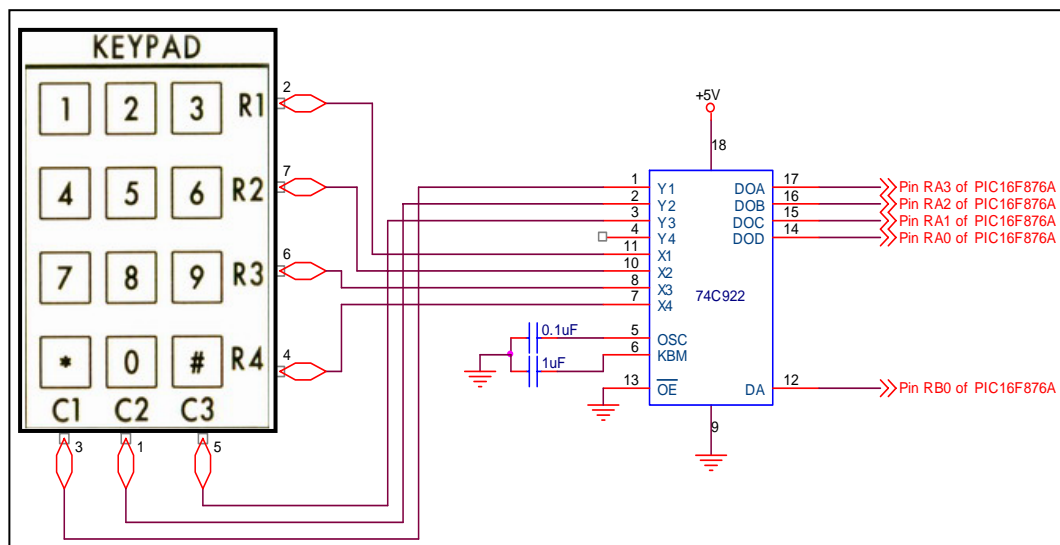 KEYPAD
1 2 3 R1 2
4 5 6 R2 7
7 8 9 R3 6
* 0 # R4 4
C1 C2 C3
3 1 5
+5V
18
1 Y1 DOA 17 Pin RA3 of PIC16F876A
2 Y2 DOB 16 Pin RA2 of PIC16F876A
3 Y3 DOC 15 Pin RA1 of PIC16F876A
4 Y4 DOD 14 Pin RA0 of PIC16F876A
11 X1
10 X2
8 X3
7 X4
74C922
0.1uF 5 OSC
1uF 6 KBM
13 OE DA 12 Pin RB0 of PIC16F876A
9